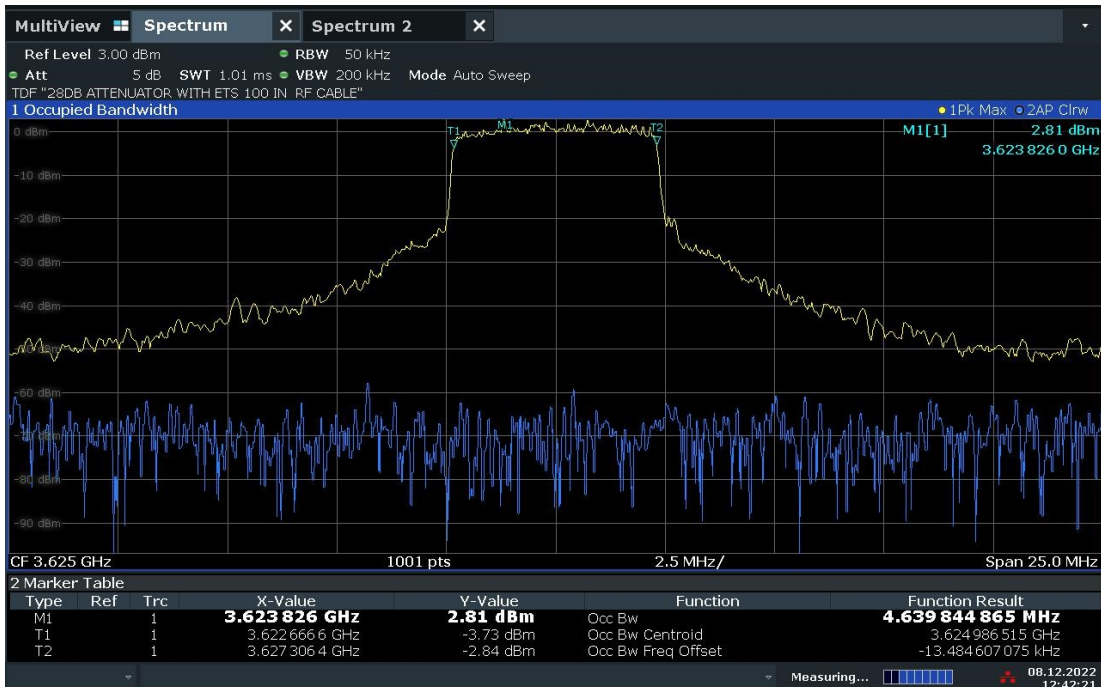 MultiView Spectrum X Spectrum 2 X
Ref Level 3.00 dBm RBW 50 kHz
Att 5 dB SWT 1.01 ms VBW 200 kHz Mode Auto Sweep
TDF "28DB ATTENUATOR WITH ETS 100 IN RF CABLE"
1 Occupied Bandwidth 1Pk Max 2AP Clrw
0 dBm T1 M1 T2 M1[1] 2.81 dBm
3.623 826 0 GHz
-10 dBm
-20 dBm
-30 dBm
-40 dBm
-60 dBm
-80 dBm
-90 dBm
CF 3.625 GHz 1001 pts 2.5 MHz/ Span 25.0 MHz
2 Marker Table
Type Ref Trc X-Value Y-Value Function Function Result
M1 1 3.623 826 GHz 2.81 dBm Occ Bw 4.639 844 865 MHz
T1 1 3.622 666 6 GHz -3.73 dBm Occ Bw Centroid 3.624 986 515 GHz
T2 1 3.627 306 4 GHz -2.84 dBm Occ Bw Freq Offset -13.484 607 075 kHz
Measuring... 08.12.2022
12:42:21